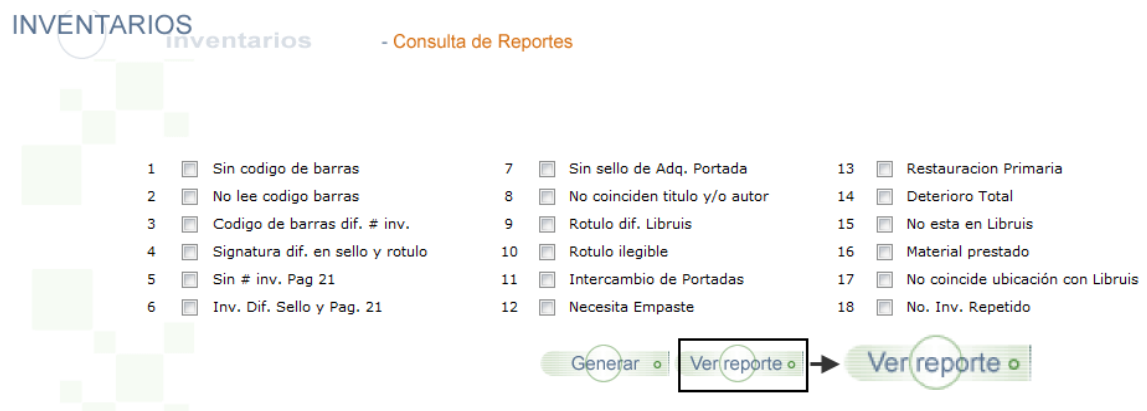 INVENTARIOS
inventarios
- Consulta de Reportes
1 Sin codigo de barras
2 No lee codigo barras
3 Codigo de barras dif. # inv.
4 Signatura dif. en sello y rotulo
5 Sin # inv. Pag 21
6 Inv. Dif. Sello y Pag. 21
7 Sin sello de Adq. Portada
8 No coinciden titulo y/o autor
9 Rotulo dif. Libruis
10 Rotulo ilegible
11 Intercambio de Portadas
12 Necesita Empaste
13 Restauracion Primaria
14 Deterioro Total
15 No esta en Libruis
16 Material prestado
17 No coincide ubicación con Libruis
18 No. Inv. Repetido
Generar
Ver reporte
Ver reporte